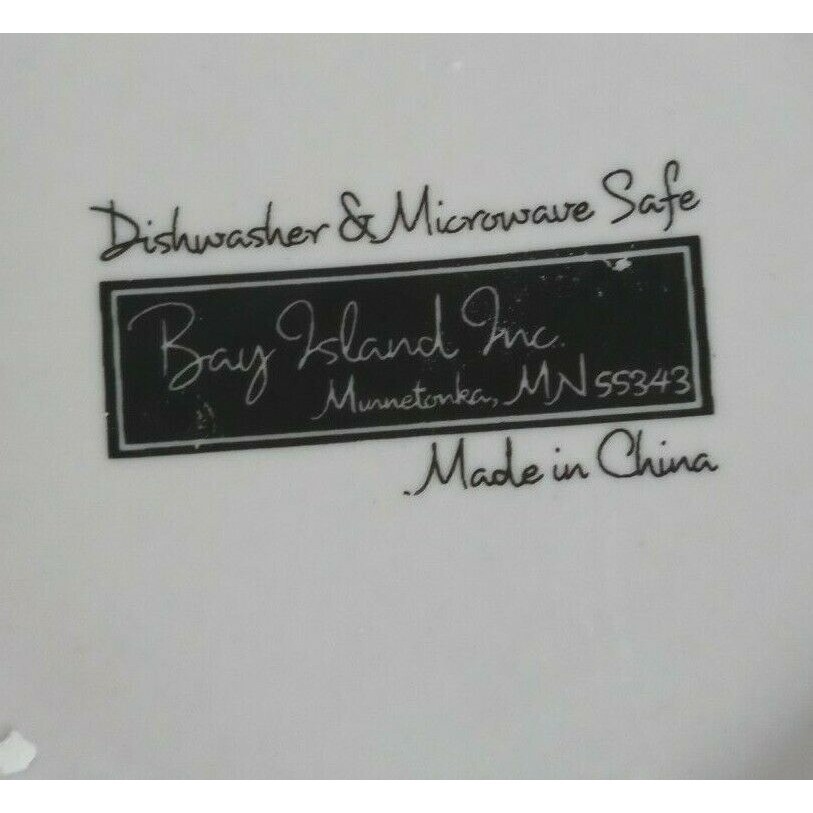 Dishwasher & Microwave Safe
Bay Island Inc.
Minnetonka, MN 55343
Made in China